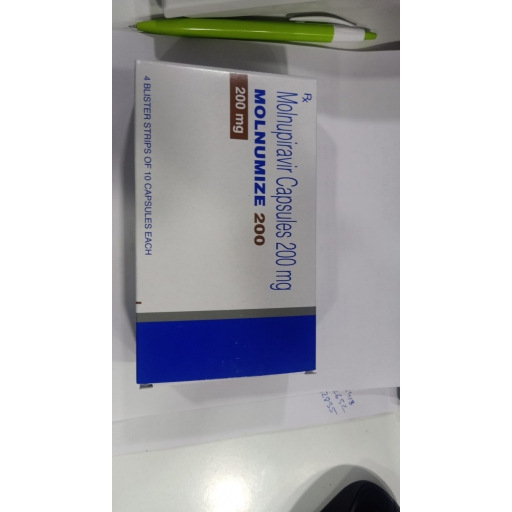 Rx
Molnupiravir Capsules 200 mg
MOLNUMIZE 200
200 mg
4 BLISTER STRIPS OF 10 CAPSULES EACH